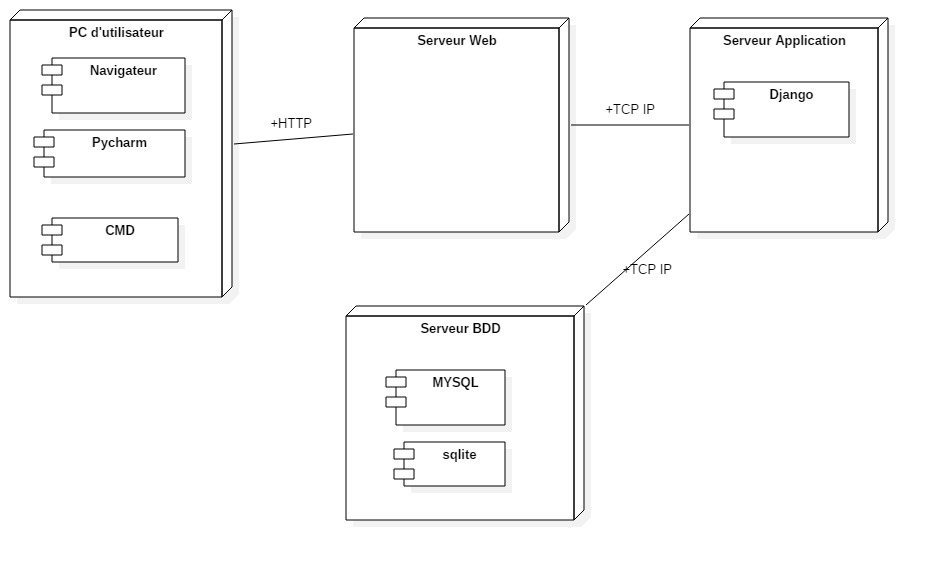 PC d'utilisateur
Navigateur
Pycharm
CMD
+HTTP
Serveur Web
+TCP IP
Serveur Application
Django
+TCP IP
Serveur BDD
MYSQL
sqlite